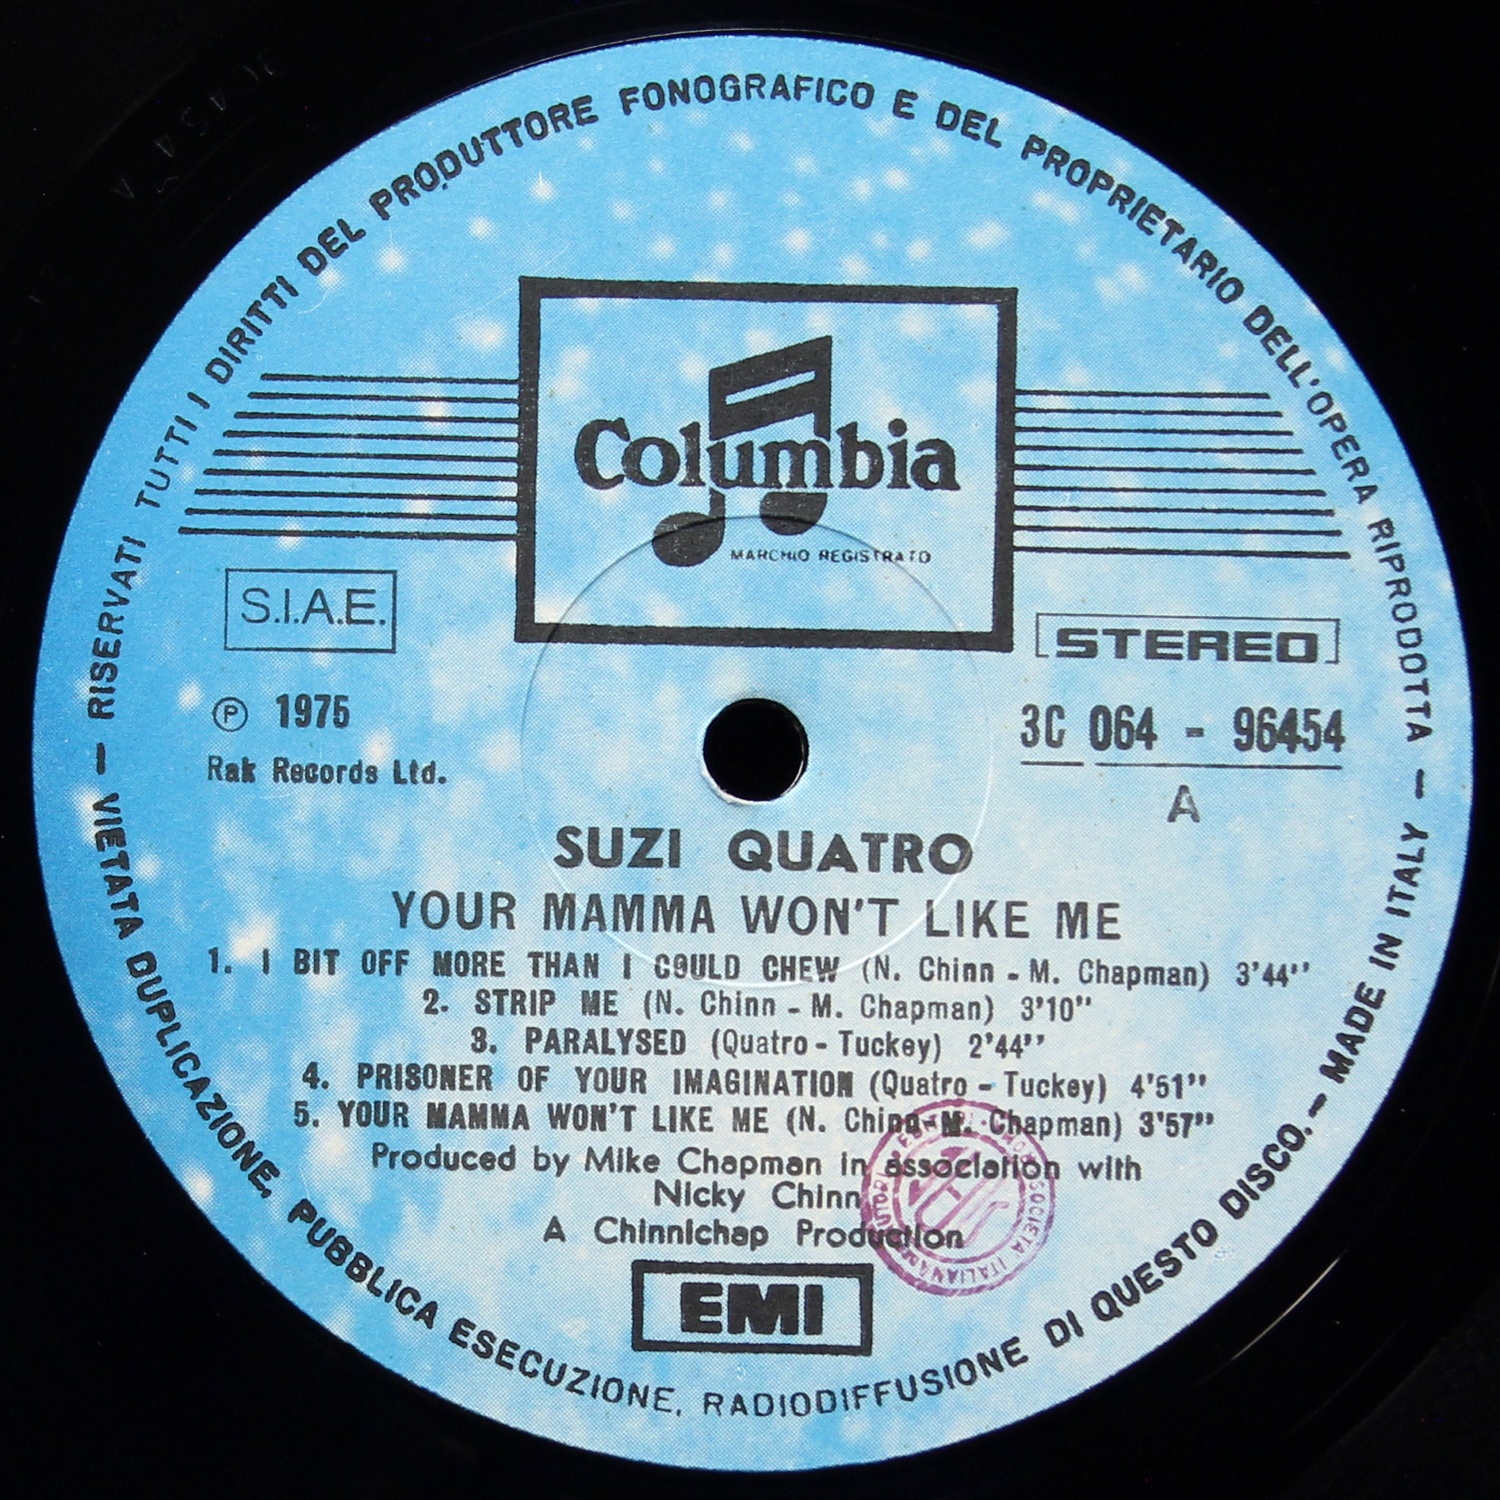 RISERVATI TUTTI I DIRITTI DEL PRODUTTORE FONOGRAFICO E DEL PROPRIETARIO DELL'OPERA RIPRODOTTA – MADE IN ITALY –
– VIETATA DUPLICAZIONE, PUBBLICA ESECUZIONE, RADIODIFFUSIONE DI QUESTO DISCO.
Columbia
MARCHIO REGISTRATO
S.I.A.E.
STEREO
℗ 1975
3C 064 - 96454
Rak Records Ltd.
A
SUZI QUATRO
YOUR MAMMA WON'T LIKE ME
1. I BIT OFF MORE THAN I COULD CHEW (N. Chinn - M. Chapman) 3'44''
2. STRIP ME (N. Chinn - M. Chapman) 3'10''
3. PARALYSED (Quatro - Tuckey) 2'44''
4. PRISONER OF YOUR IMAGINATION (Quatro - Tuckey) 4'51''
5. YOUR MAMMA WON'T LIKE ME (N. Chinn - M. Chapman) 3'57''
Produced by Mike Chapman in association with
Nicky Chinn
A Chinnichap Production
SOCIETA' ITALIANA
EMI